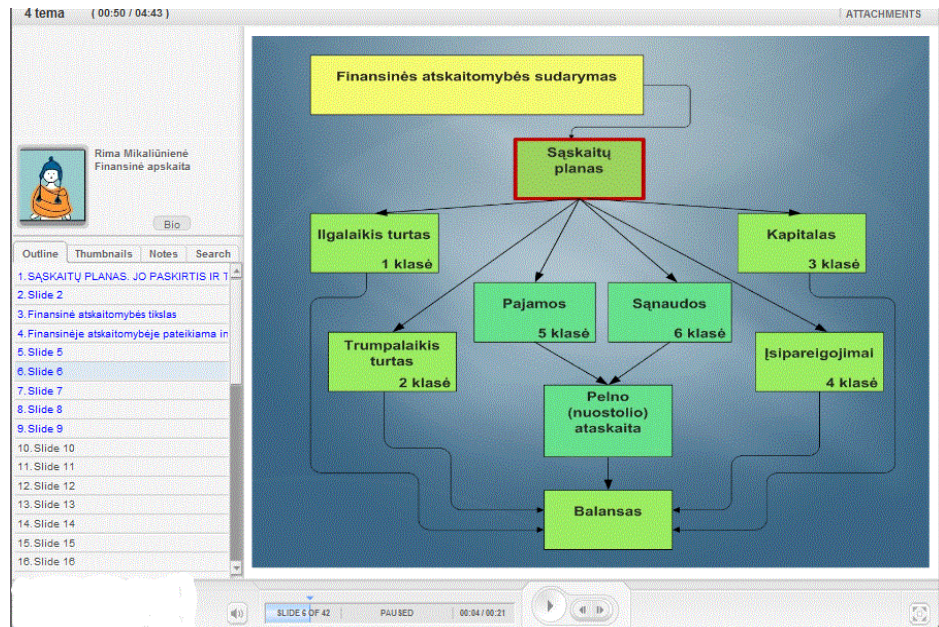 4 tema ( 00:50 / 04:43 )
ATTACHMENTS
Rima Mikaliūnienė
Finansinė apskaita
Bio
Outline Thumbnails Notes Search
1. SĄSKAITŲ PLANAS. JO PASKIRTIS IR T
2. Slide 2
3. Finansinė atskaitomybės tikslas
4. Finansinėje atskaitomybėje pateikiama in
5. Slide 5
6. Slide 6
7. Slide 7
8. Slide 8
9. Slide 9
10. Slide 10
11. Slide 11
12. Slide 12
13. Slide 13
14. Slide 14
15. Slide 15
16. Slide 16
Finansinės atskaitomybės sudarymas
Sąskaitų
planas
Ilgalaikis turtas
1 klasė
Kapitalas
3 klasė
Pajamos
5 klasė
Sąnaudos
6 klasė
Trumpalaikis
turtas
2 klasė
Įsipareigojimai
4 klasė
Pelno
(nuostolio)
ataskaita
Balansas
SLIDE 6 OF 42 PAUSED 00:04 / 00:21